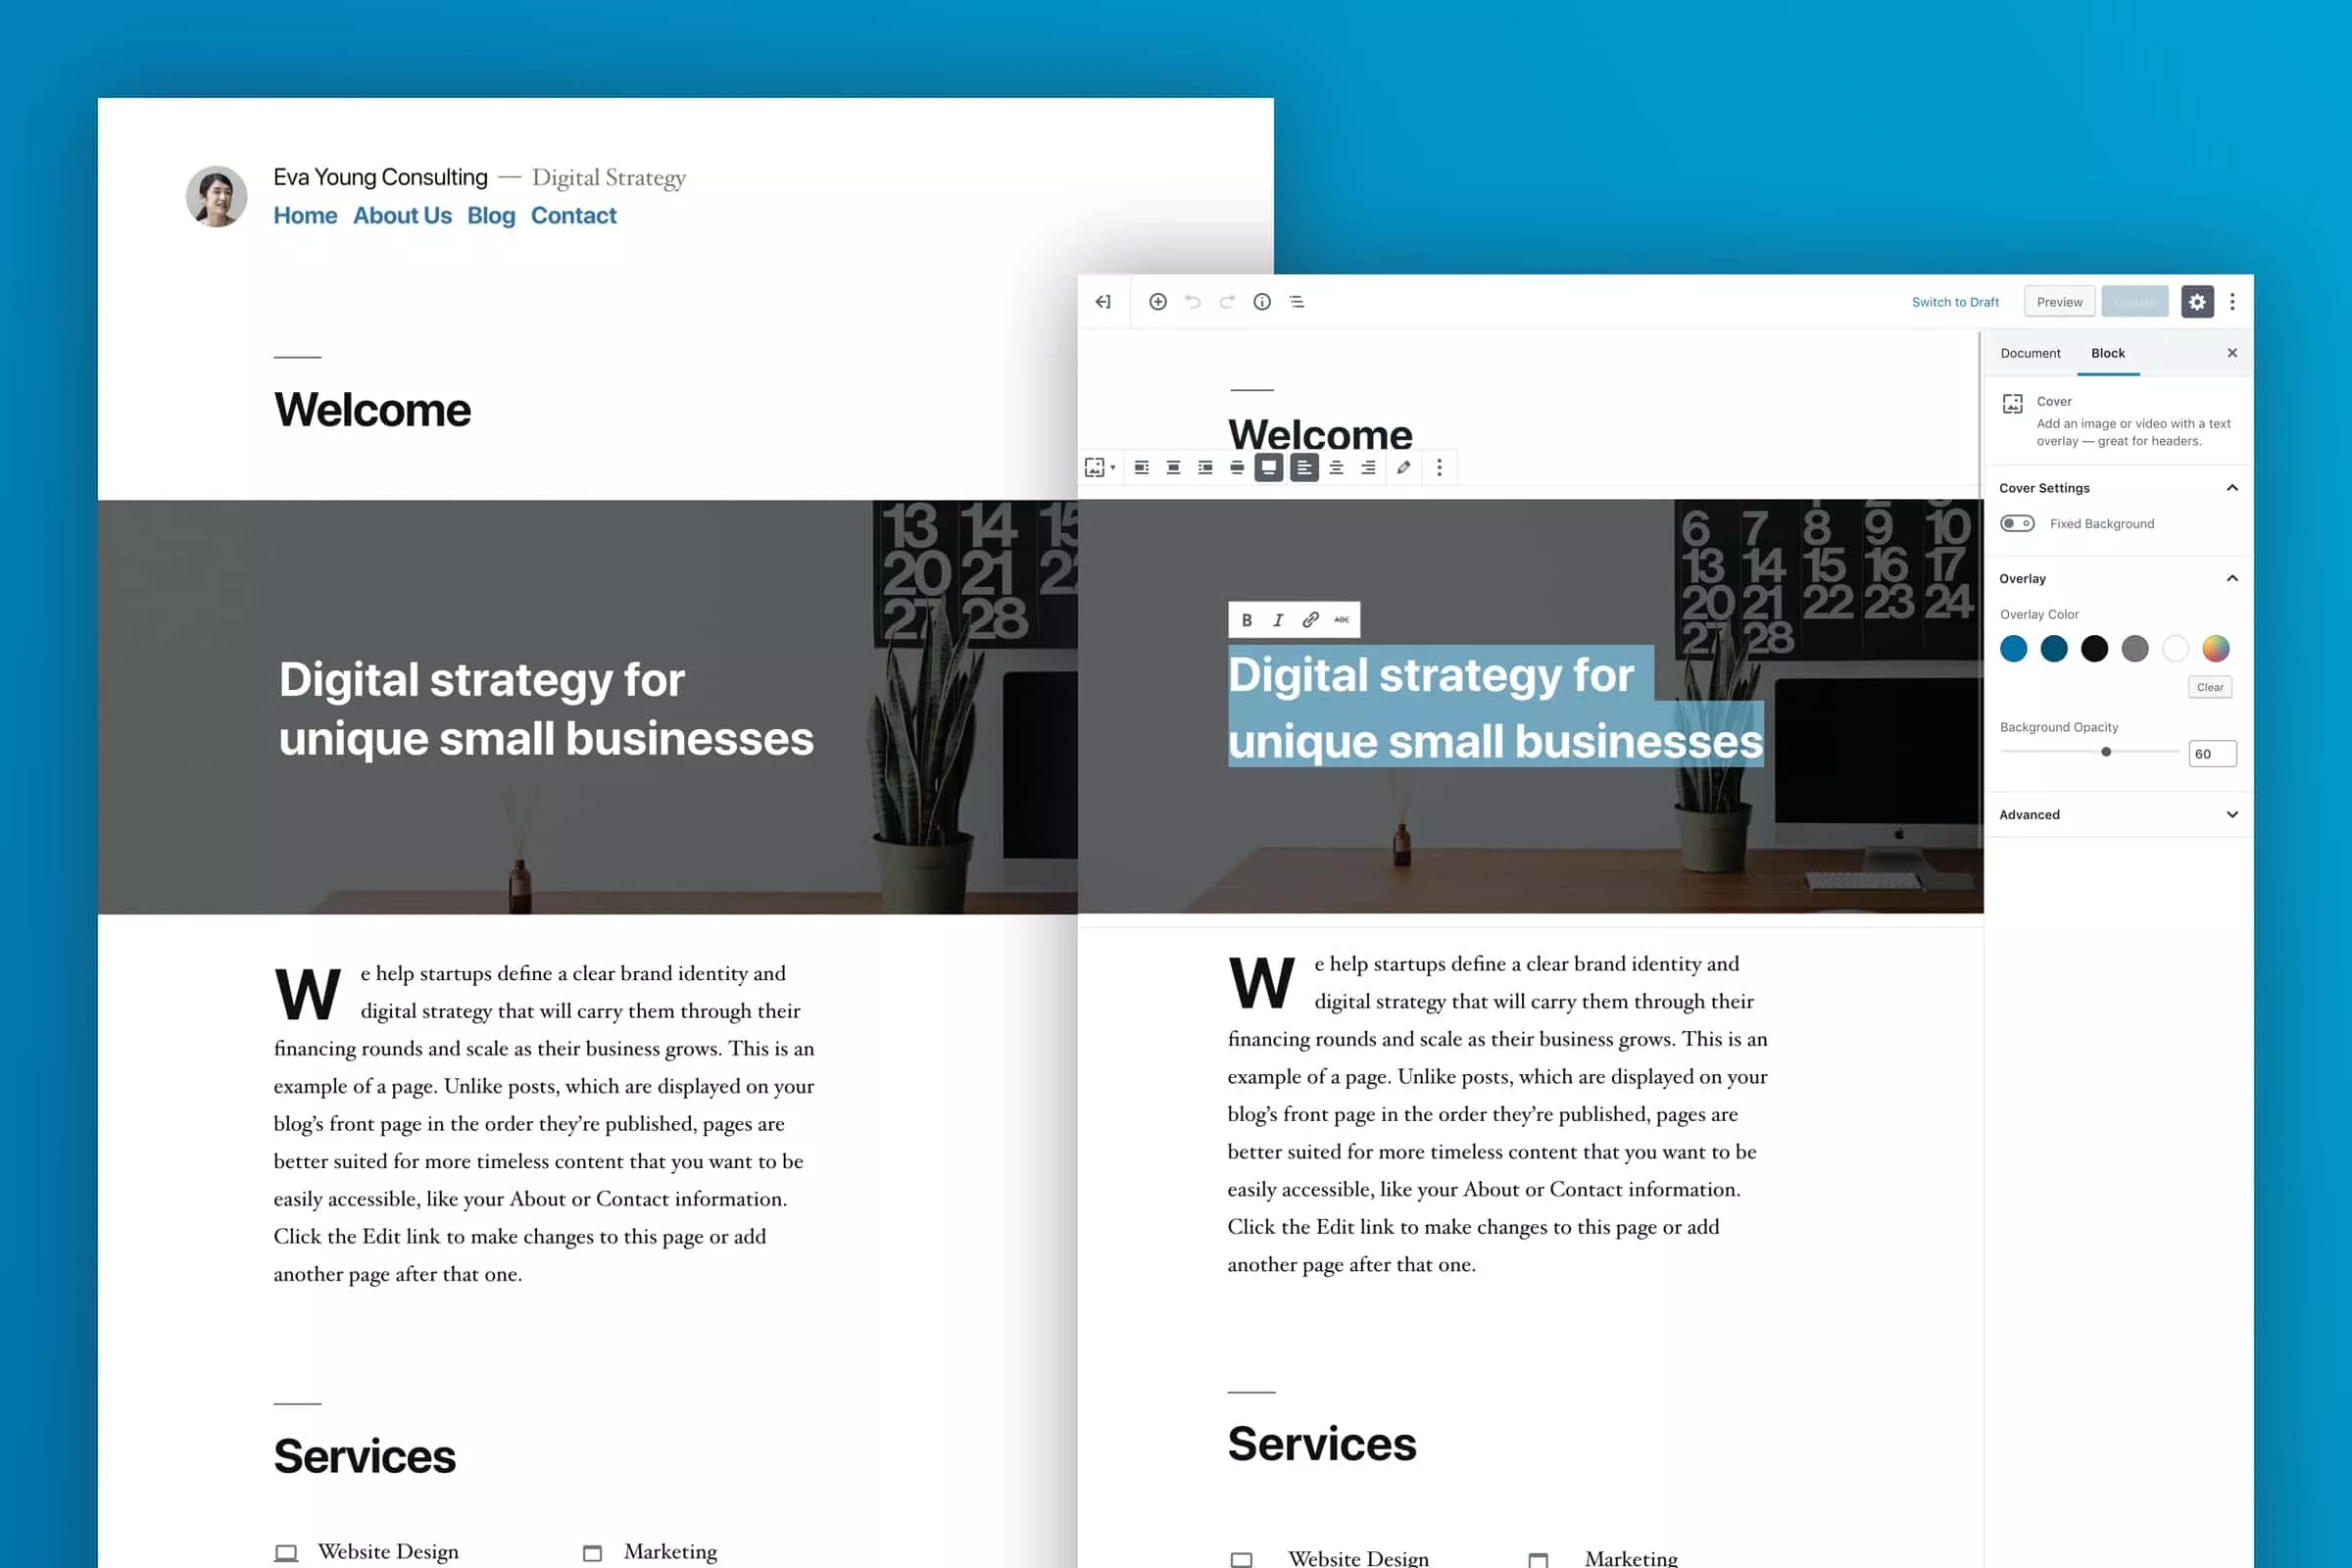 Eva Young Consulting — Digital Strategy
Home About Us Blog Contact
Welcome
13 14 15
20 21
27 28
Digital strategy for
unique small businesses
We help startups define a clear brand identity and
digital strategy that will carry them through their
financing rounds and scale as their business grows. This is an
example of a page. Unlike posts, which are displayed on your
blog’s front page in the order they’re published, pages are
better suited for more timeless content that you want to be
easily accessible, like your About or Contact information.
Click the Edit link to make changes to this page or add
another page after that one.
Services
Website Design Marketing
Switch to Draft Preview Update
Welcome
6 7 8 9 10
13 14 15 16 17
20 21 22 23 24
27 28
B I ABC
Digital strategy for
unique small businesses
We help startups define a clear brand identity and
digital strategy that will carry them through their
financing rounds and scale as their business grows. This is an
example of a page. Unlike posts, which are displayed on your
blog’s front page in the order they’re published, pages are
better suited for more timeless content that you want to be
easily accessible, like your About or Contact information.
Click the Edit link to make changes to this page or add
another page after that one.
Services
Website Design Marketing
Document Block
Cover
Add an image or video with a text
overlay — great for headers.
Cover Settings
Fixed Background
Overlay
Overlay Color
Clear
Background Opacity
60
Advanced